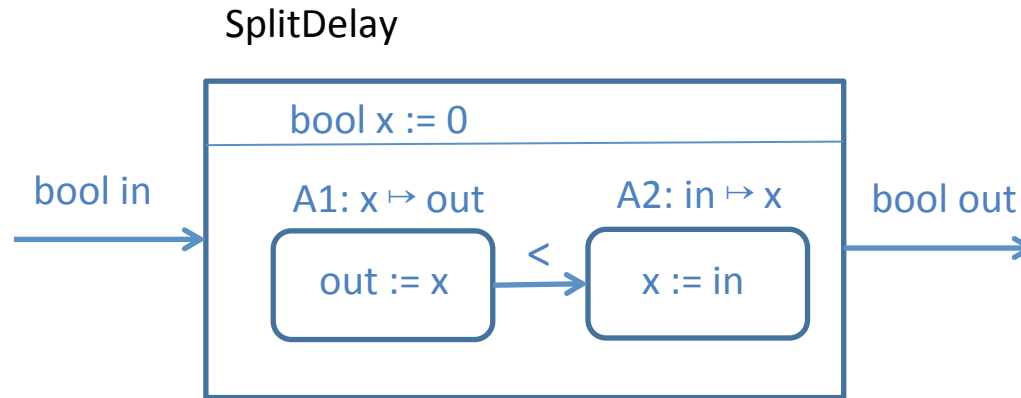 SplitDelay
bool x := 0
bool in
A1: x ↦ out
A2: in ↦ x
bool out
out := x
<
x := in